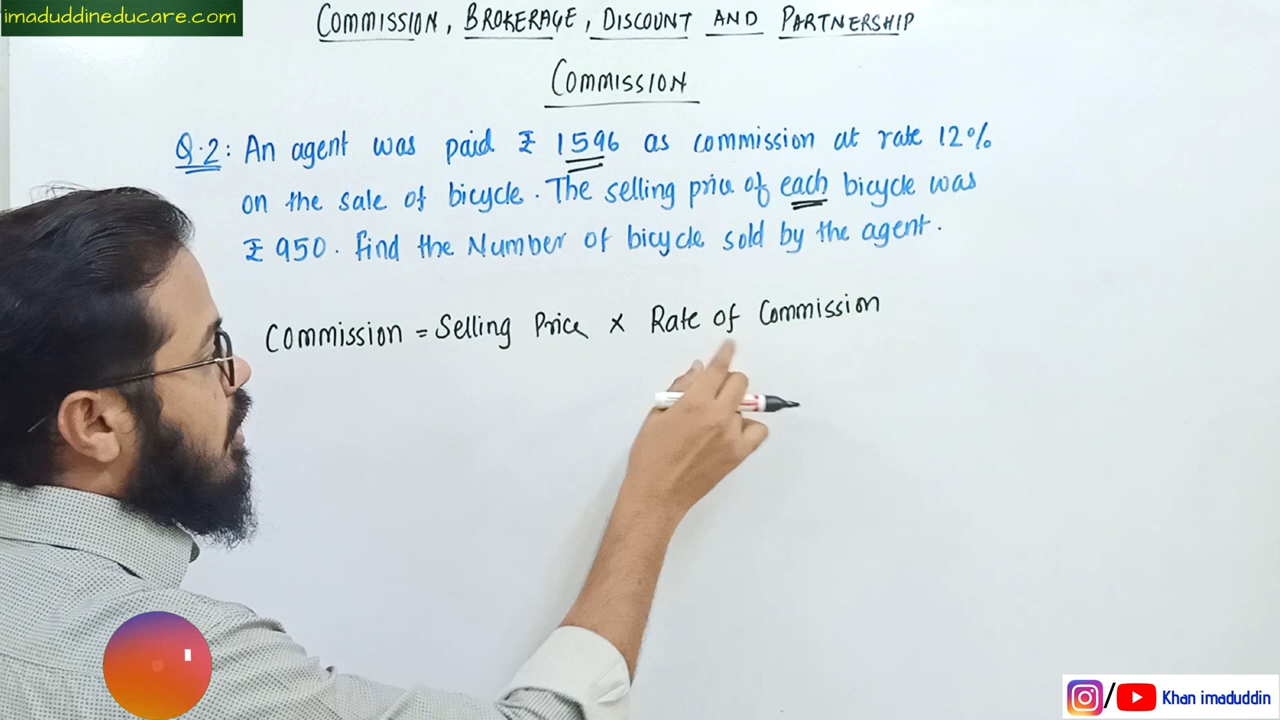 imaduddineducare.com
COMMISSION, BROKERAGE, DISCOUNT AND PARTNERSHIP
COMMISSION
Q.2: An agent was paid ₹ 1596 as commission at rate 12%
on the sale of bicycle. The selling price of each bicycle was
₹ 950. Find the Number of bicycle sold by the agent.
Commission = Selling Price × Rate of Commission
Khan imaduddin